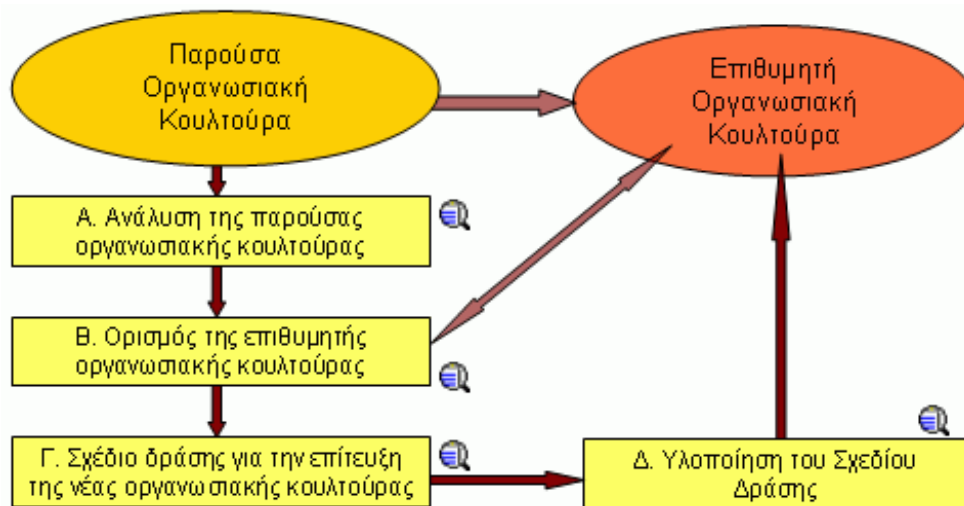 Παρούσα
Οργανωσιακή
Κουλτούρα
Επιθυμητή
Οργανωσιακή
Κουλτούρα
Α. Ανάλυση της παρούσας
οργανωσιακής κουλτούρας
Β. Ορισμός της επιθυμητής
οργανωσιακής κουλτούρας
Γ. Σχέδιο δράσης για την επίτευξη
της νέας οργανωσιακής κουλτούρας
Δ. Υλοποίηση του Σχεδίου
Δράσης